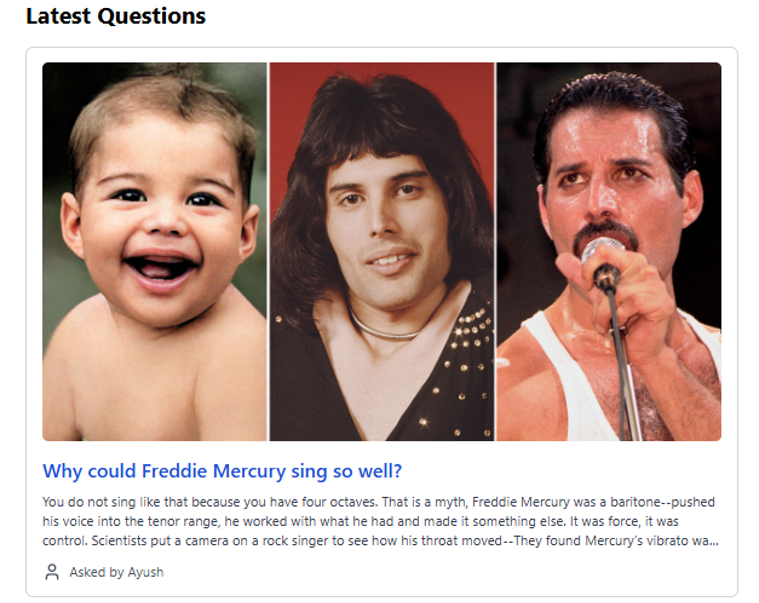 Latest Questions
Why could Freddie Mercury sing so well?
You do not sing like that because you have four octaves. That is a myth, Freddie Mercury was a baritone--pushed
his voice into the tenor range, he worked with what he had and made it something else. It was force, it was
control. Scientists put a camera on a rock singer to see how his throat moved--They found Mercury's vibrato wa...
Asked by Ayush